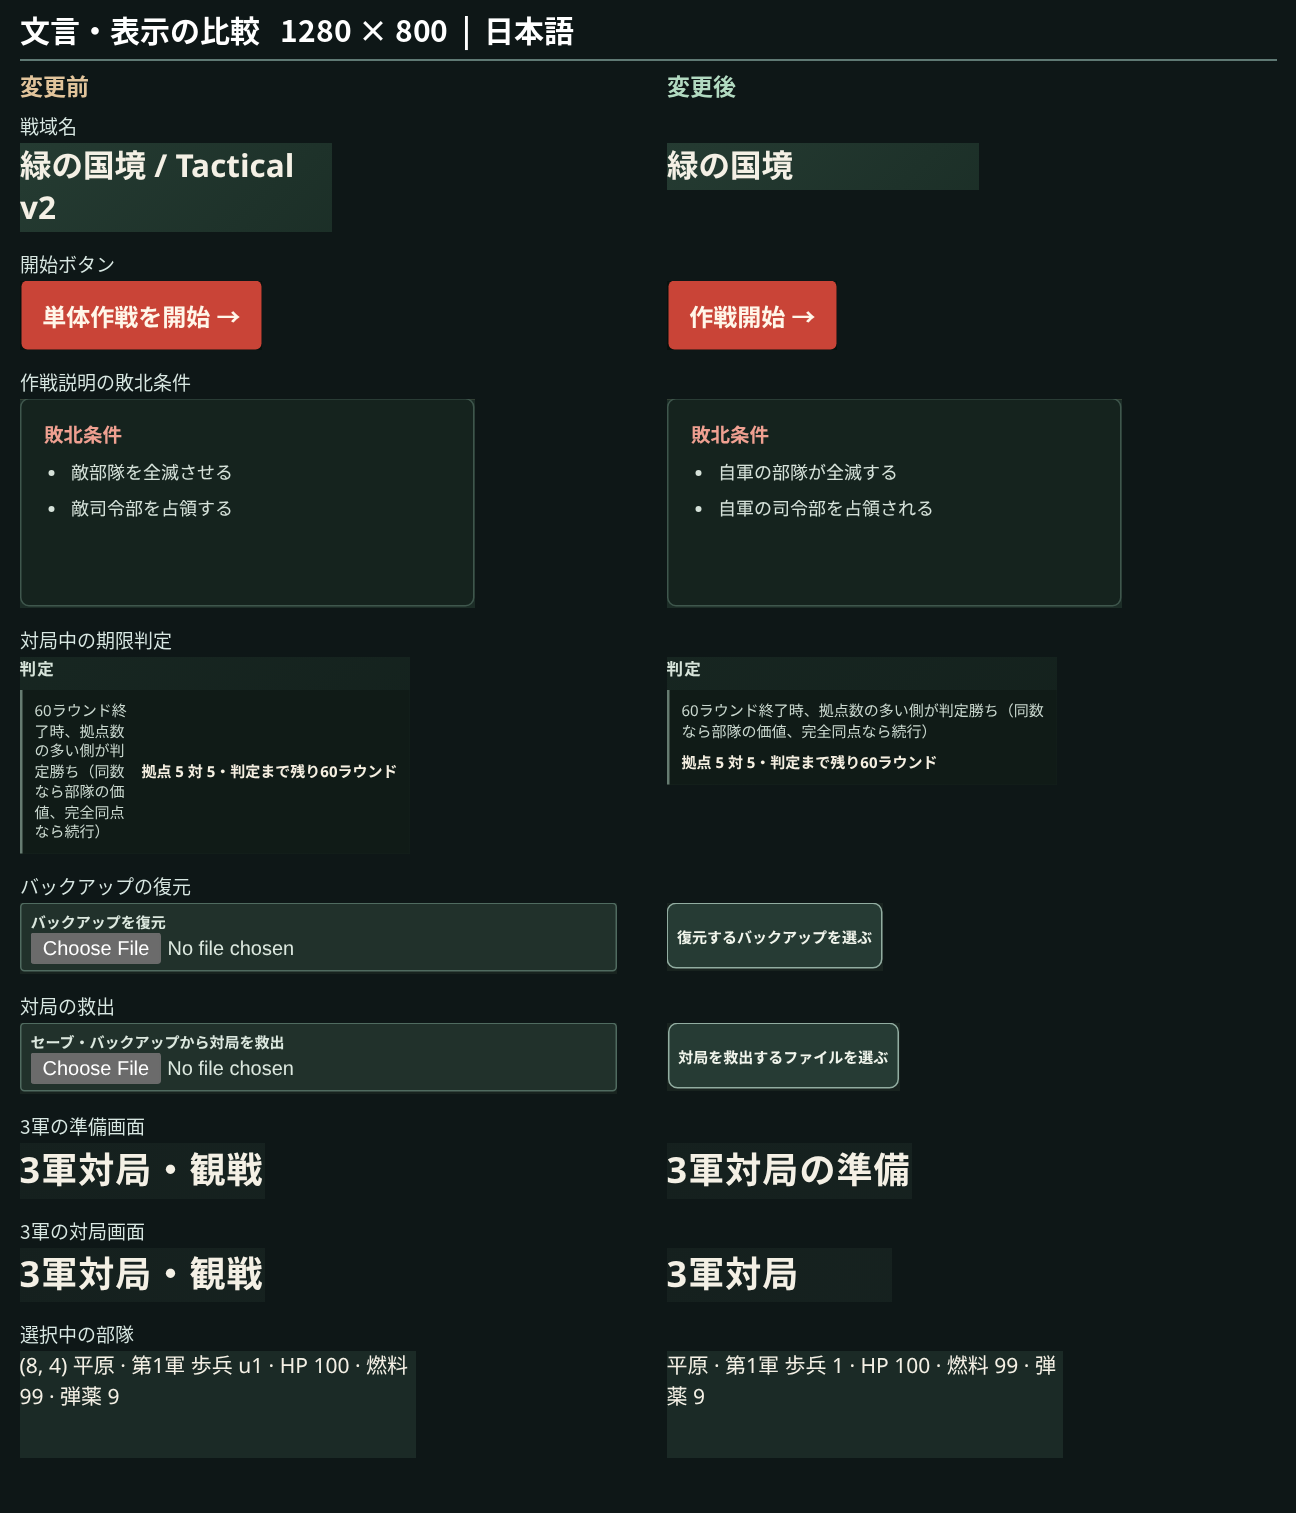 文言・表示の比較 1280 × 800 | 日本語
変更前
変更後
戦域名
緑の国境 / Tactical
v2
緑の国境
開始ボタン
単体作戦を開始 →
作戦開始 →
作戦説明の敗北条件
敗北条件
• 敵部隊を全滅させる
• 敵司令部を占領する
敗北条件
• 自軍の部隊が全滅する
• 自軍の司令部を占領される
対局中の期限判定
判定
60ラウンド終
了時、拠点数
の多い側が判
定勝ち（同数
なら部隊の価
値、完全同点
なら続行）
拠点 5 対 5・判定まで残り60ラウンド
判定
60ラウンド終了時、拠点数の多い側が判定勝ち（同数
なら部隊の価値、完全同点なら続行）
拠点 5 対 5・判定まで残り60ラウンド
バックアップの復元
バックアップを復元
Choose File No file chosen
復元するバックアップを選ぶ
対局の救出
セーブ・バックアップから対局を救出
Choose File No file chosen
対局を救出するファイルを選ぶ
3軍の準備画面
3軍対局・観戦
3軍対局の準備
3軍の対局画面
3軍対局・観戦
3軍対局
選択中の部隊
(8, 4) 平原 · 第1軍 歩兵 u1 · HP 100 · 燃料
99 · 弾薬 9
平原 · 第1軍 歩兵 1 · HP 100 · 燃料 99 · 弾
薬 9